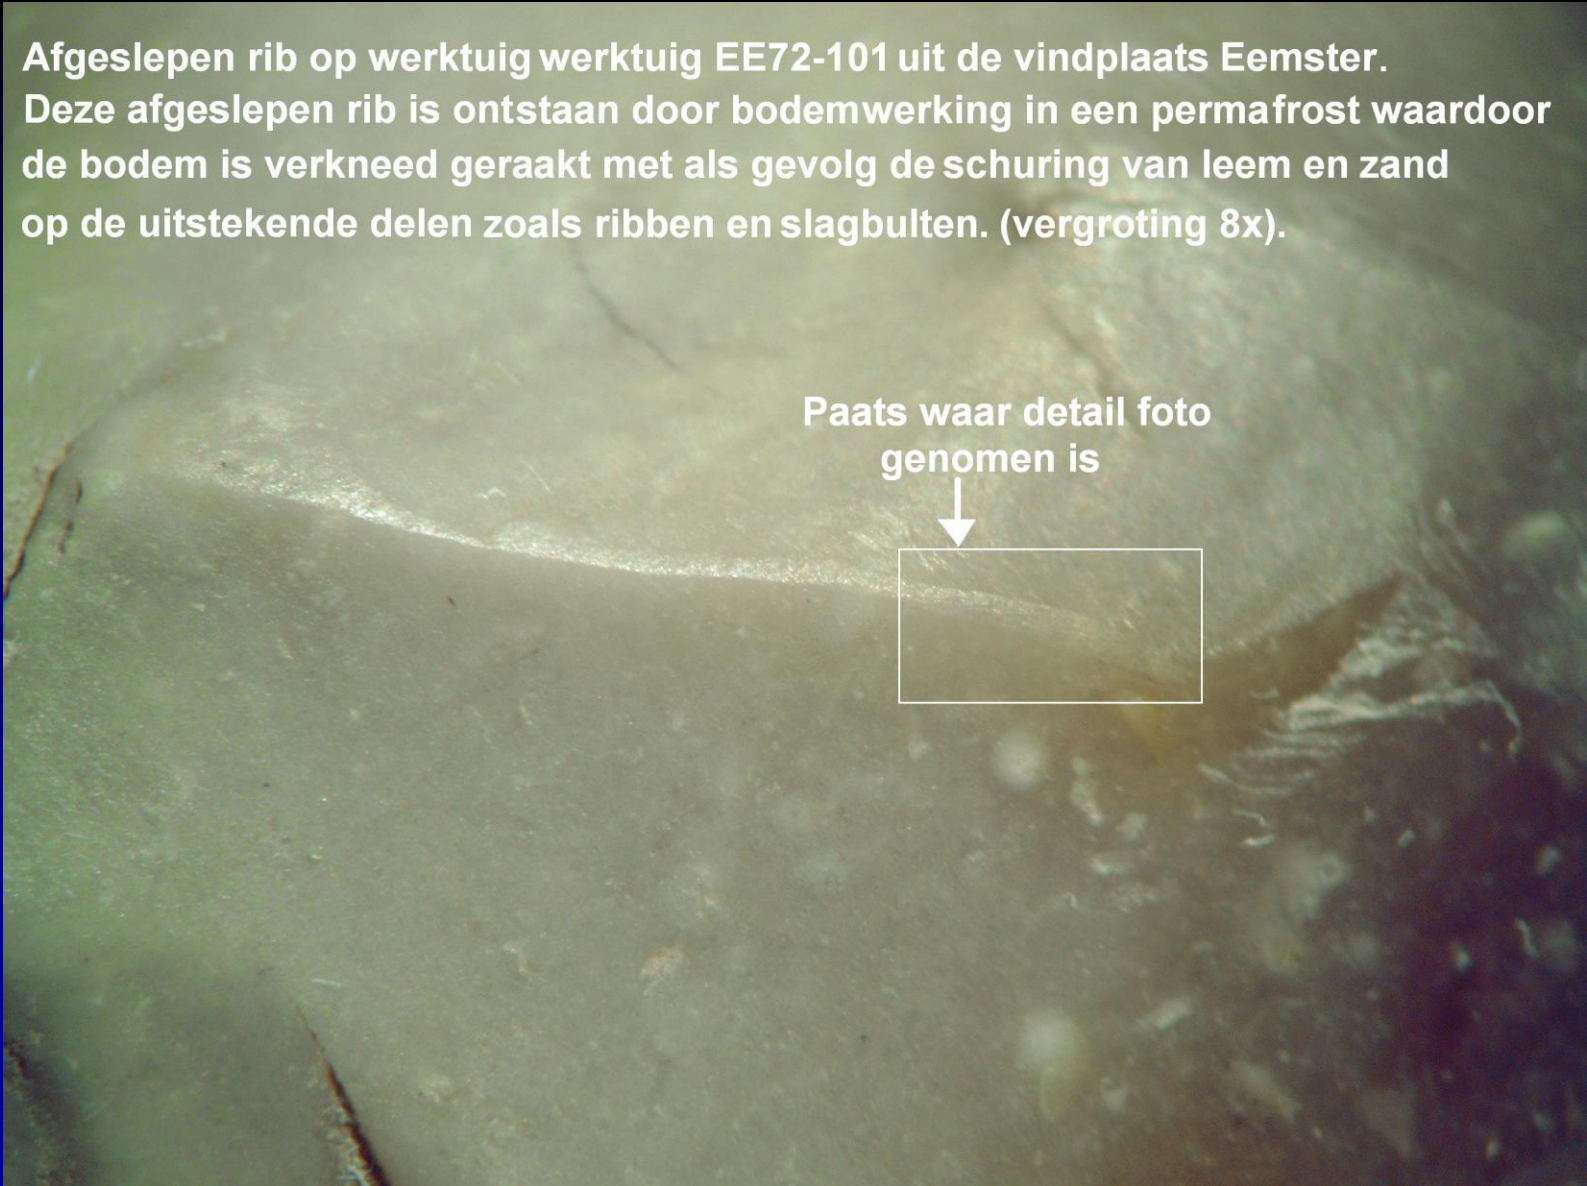 Afgeslepen rib op werktuig werktuig EE72-101 uit de vindplaats Eemster.
Deze afgeslepen rib is ontstaan door bodemwerking in een permafrost waardoor
de bodem is verkneed geraakt met als gevolg de schuring van leem en zand
op de uitstekende delen zoals ribben en slagbulten. (vergroting 8x).
Paats waar detail foto
genomen is